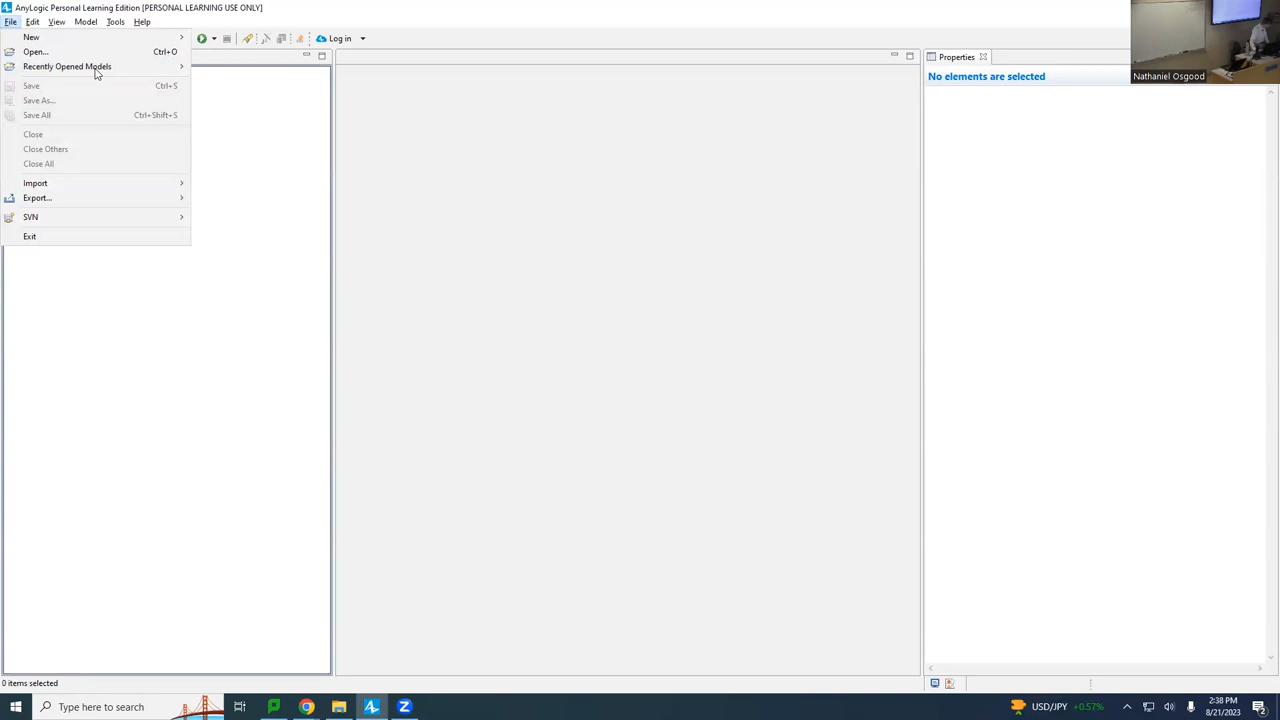 AnyLogic Personal Learning Edition [PERSONAL LEARNING USE ONLY]
File Edit View Model Tools Help
New
Log in
Open... Ctrl+O
Properties
Recently Opened Models
No elements are selected
Nathaniel Osgood
Save Ctrl+S
Save As...
Save All Ctrl+Shift+S
Close
Close Others
Close All
Import
Export...
SVN
Exit
0 items selected
Type here to search
USD/JPY +0.57%
2:38 PM
8/21/2023
2